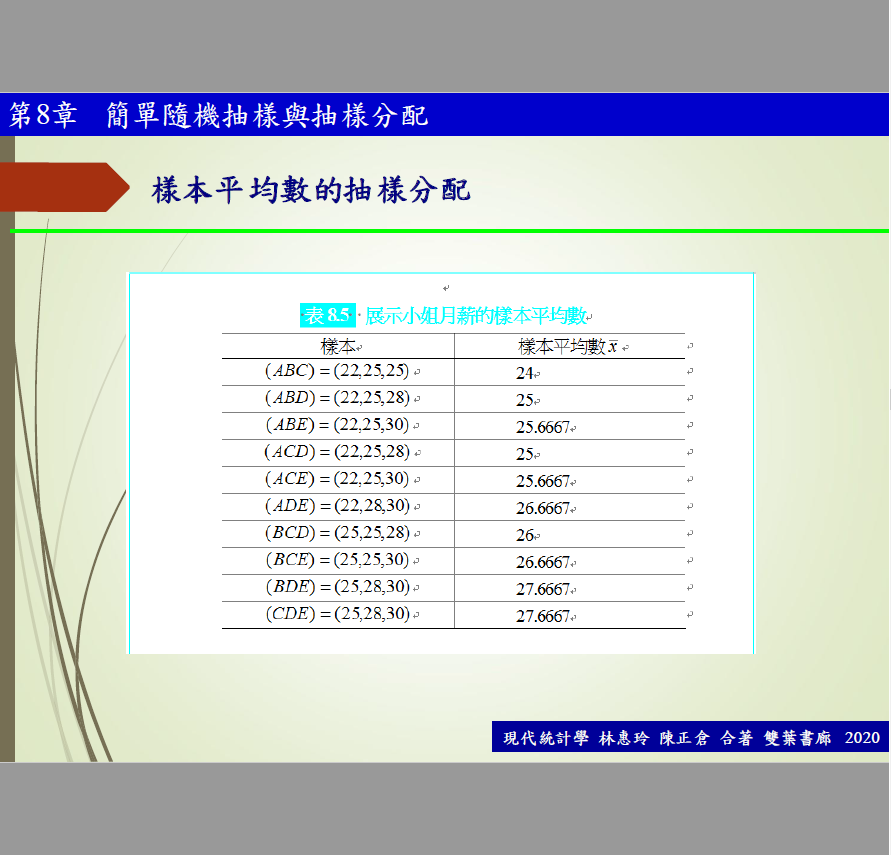 第8章 簡單隨機抽樣與抽樣分配
樣本平均數的抽樣分配
表 8.5 展示小姐月薪的樣本平均數
樣本 樣本平均數 x̄
(ABC) = (22,25,25) 24
(ABD) = (22,25,28) 25
(ABE) = (22,25,30) 25.6667
(ACD) = (22,25,28) 25
(ACE) = (22,25,30) 25.6667
(ADE) = (22,28,30) 26.6667
(BCD) = (25,25,28) 26
(BCE) = (25,25,30) 26.6667
(BDE) = (25,28,30) 27.6667
(CDE) = (25,28,30) 27.6667
現代統計學 林惠玲 陳正倉 合著 雙葉書廊 2020